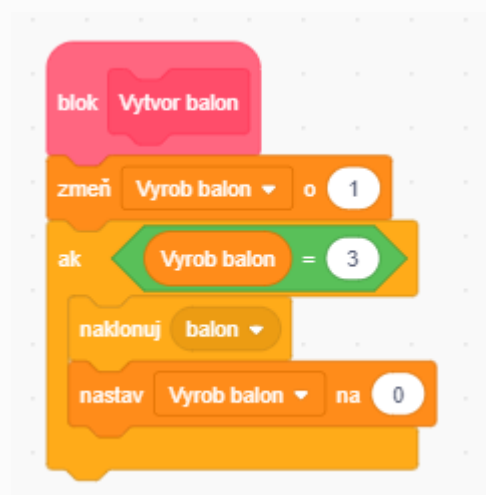 blok Vytvor balon
zmeň Vyrob balon o 1
ak Vyrob balon = 3
naklonuj balon
nastav Vyrob balon na 0